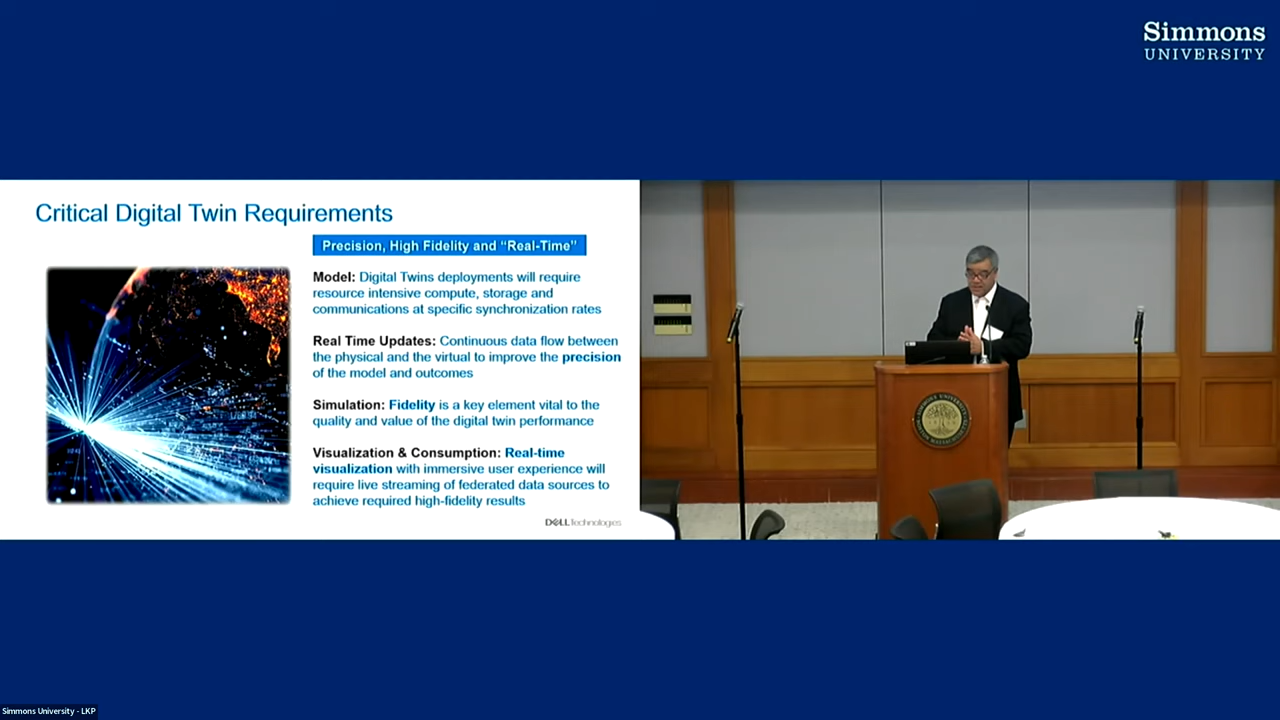 Simmons
UNIVERSITY
Critical Digital Twin Requirements
Precision, High Fidelity and “Real-Time”
Model: Digital Twins deployments will require
resource intensive compute, storage and
communications at specific synchronization rates
Real Time Updates: Continuous data flow between
the physical and the virtual to improve the precision
of the model and outcomes
Simulation: Fidelity is a key element vital to the
quality and value of the digital twin performance
Visualization & Consumption: Real-time
visualization with immersive user experience will
require live streaming of federated data sources to
achieve required high-fidelity results
DELLTechnologies
Simmons University - LKP